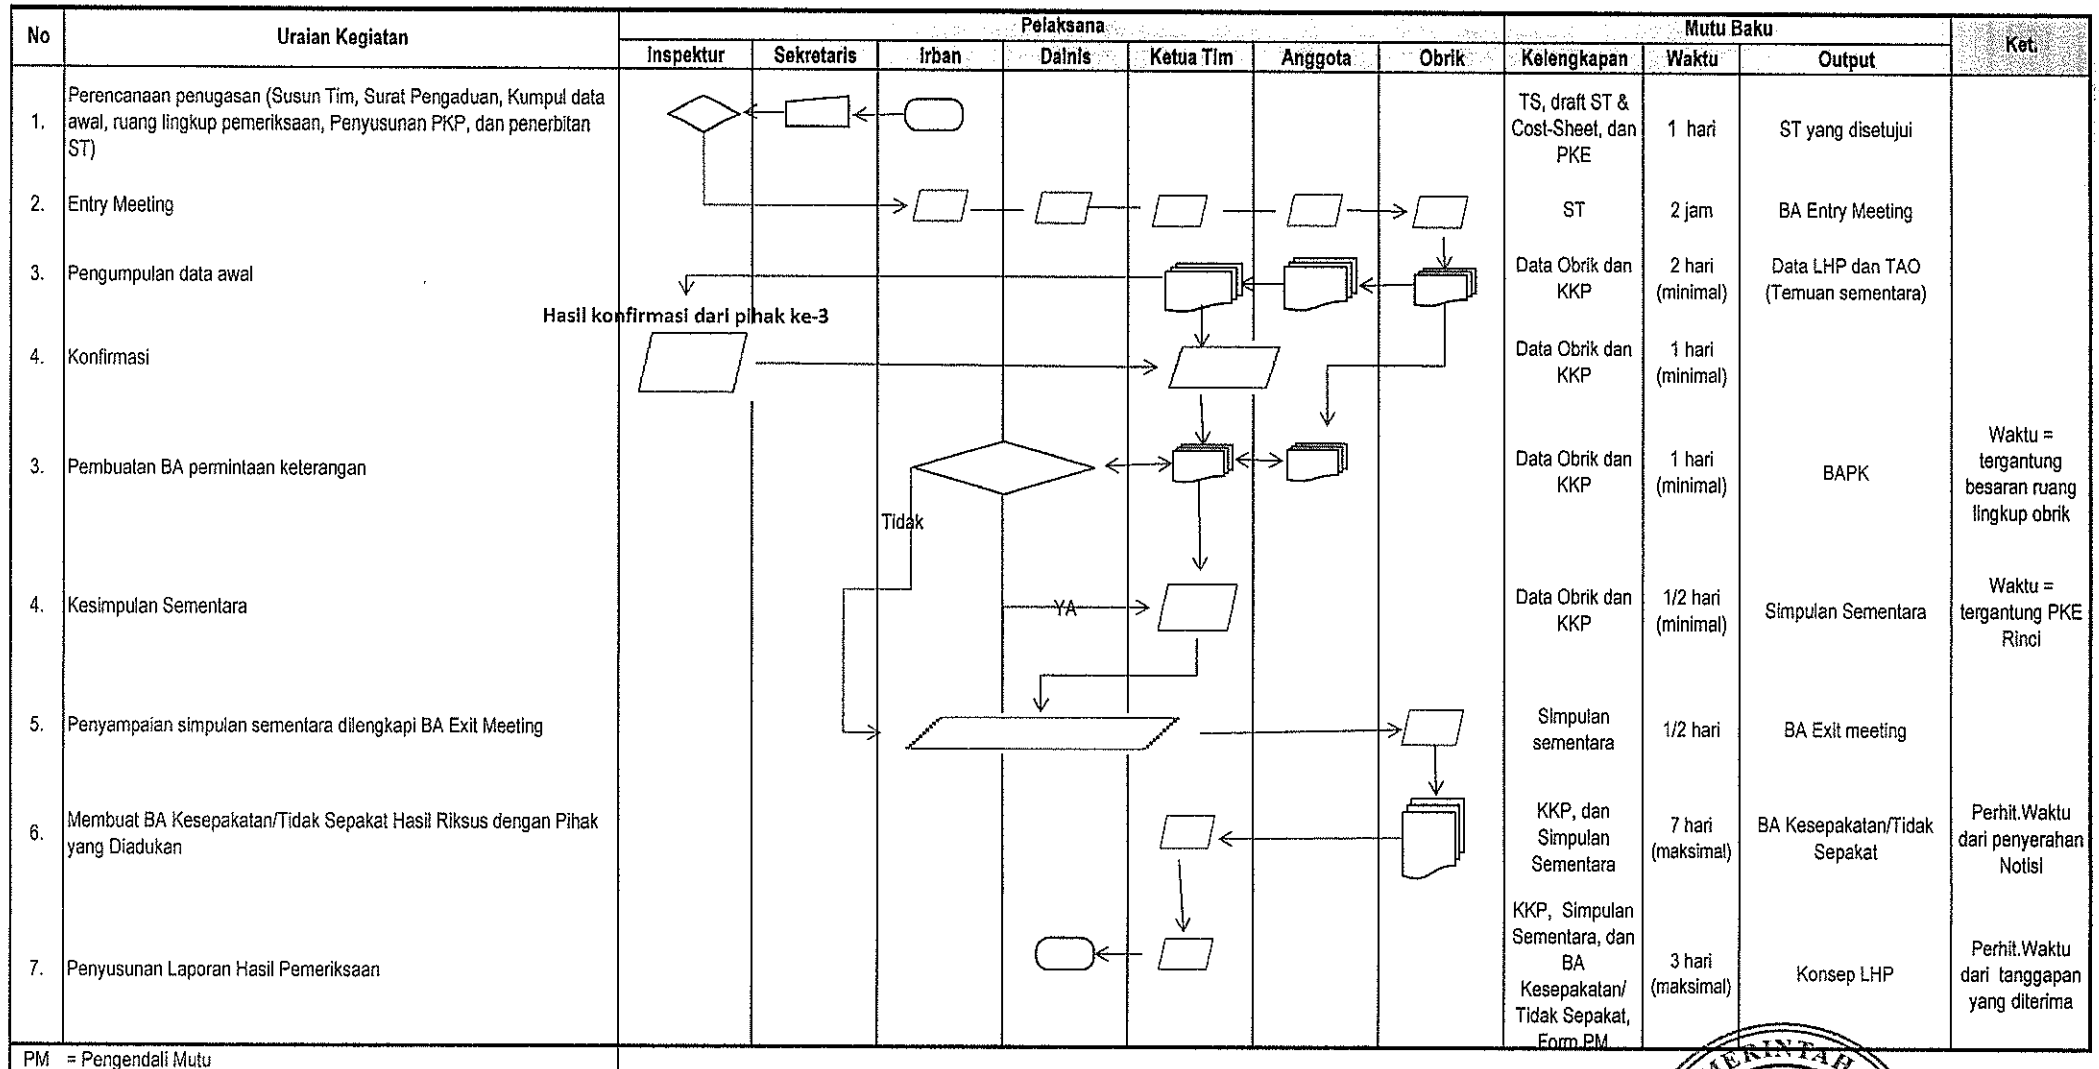 No
Uraian Kegiatan
Pelaksana
Mutu Baku
Ket.
Inspektur
Sekretaris
Irban
Dalnis
Ketua Tim
Anggota
Obrik
Kelengkapan
Waktu
Output
1.
Perencanaan penugasan (Susun Tim, Surat Pengaduan, Kumpul data
awal, ruang lingkup pemeriksaan, Penyusunan PKP, dan penerbitan
ST)
TS, draft ST &
Cost-Sheet, dan
PKE
1 hari
ST yang disetujui
2.
Entry Meeting
ST
2 jam
BA Entry Meeting
3.
Pengumpulan data awal
Data Obrik dan
KKP
2 hari
(minimal)
Data LHP dan TAO
(Temuan sementara)
Hasil konfirmasi dari pihak ke-3
4.
Konfirmasi
Data Obrik dan
KKP
1 hari
(minimal)
3.
Pembuatan BA permintaan keterangan
Data Obrik dan
KKP
1 hari
(minimal)
BAPK
Waktu =
tergantung
besaran ruang
lingkup obrik
Tidak
4.
Kesimpulan Sementara
YA
Data Obrik dan
KKP
1/2 hari
(minimal)
Simpulan Sementara
Waktu =
tergantung PKE
Rinci
5.
Penyampaian simpulan sementara dilengkapi BA Exit Meeting
Simpulan
sementara
1/2 hari
BA Exit meeting
6.
Membuat BA Kesepakatan/Tidak Sepakat Hasil Riksus dengan Pihak
yang Diadukan
KKP, dan
Simpulan
Sementara
7 hari
(maksimal)
BA Kesepakatan/Tidak
Sepakat
Perhit.Waktu
dari penyerahan
Notisi
7.
Penyusunan Laporan Hasil Pemeriksaan
KKP, Simpulan
Sementara, dan
BA
Kesepakatan/
Tidak Sepakat,
Form PM
3 hari
(maksimal)
Konsep LHP
Perhit.Waktu
dari tanggapan
yang diterima
PM = Pengendali Mutu